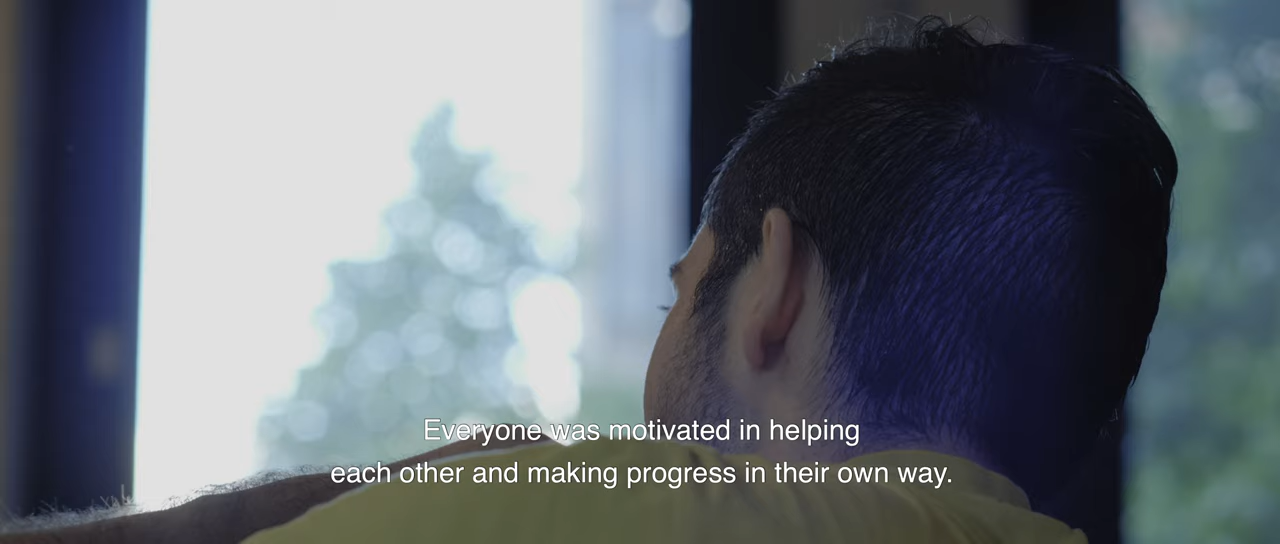 Everyone was motivated in helping
each other and making progress in their own way.